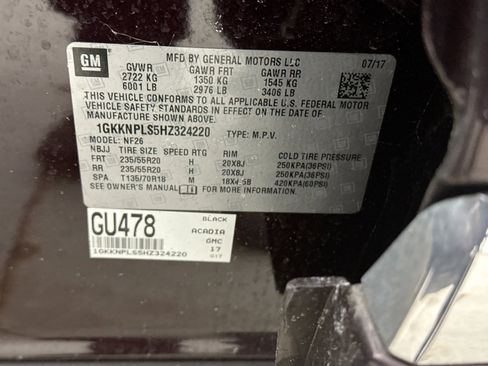 GM
MFD BY GENERAL MOTORS LLC
07/17
GVWR GAWR FRT GAWR RR
2722 KG 1350 KG 1545 KG
6001 LB 2976 LB 3406 LB
THIS VEHICLE CONFORMS TO ALL APPLICABLE U.S. FEDERAL MOTOR
VEHICLE SAFETY STANDARDS IN EFFECT ON THE DATE OF
MANUFACTURE SHOWN ABOVE.
1GKKNPLS5HZ324220 TYPE: M.P.V.
MODEL: NF26
NBJJ TIRE SIZE SPEED RTG RIM COLD TIRE PRESSURE
FRT 235/55R20 H 20X8J 250KPA(36PSI)
RR 235/55R20 H 20X8J 250KPA(36PSI)
SPA T135/70R18 M 18X4.5B 420KPA(60PSI)
SEE OWNER'S MANUAL FOR MORE INFORMATION.
GU478 BLACK
ACADIA
GMC
1GKKNPLS5HZ324220 17
017